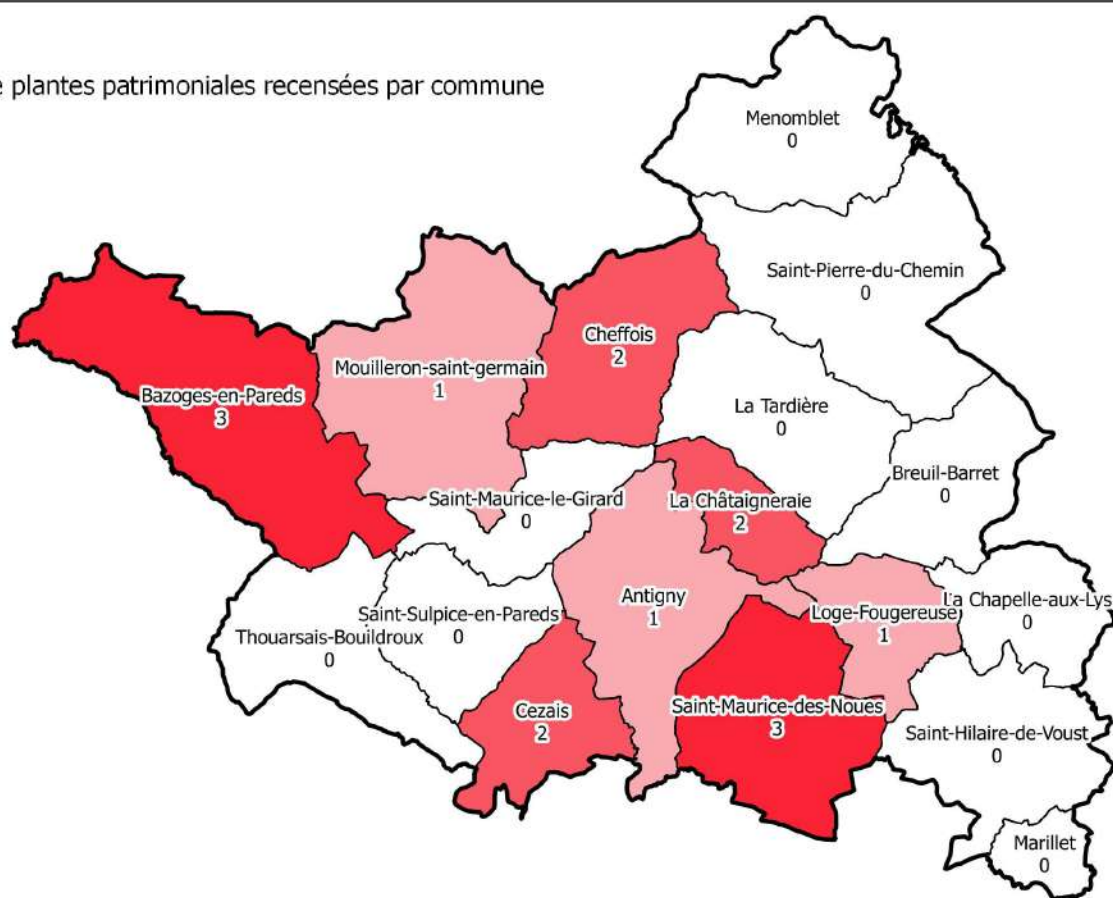 plantes patrimoniales recensées par commune
Menomblet
0
Saint-Pierre-du-Chemin
0
Cheffois
2
Mouilleron-saint-germain
1
Bazoges-en-Pareds
3
La Tardière
0
Breuil-Barret
0
Saint-Maurice-le-Girard
0
La Châtaigneraie
2
Antigny
1
Loge-Fougereuse
1
La Chapelle-aux-Lys
0
Saint-Sulpice-en-Pareds
0
Thouarsais-Bouildroux
0
Cezais
2
Saint-Maurice-des-Noues
3
Saint-Hilaire-de-Voust
0
Marillet
0